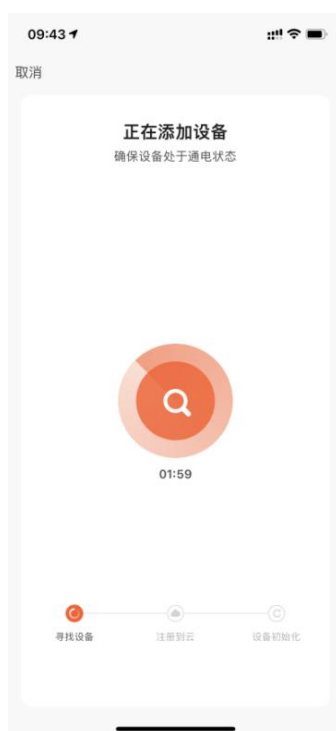 09:43
取消
正在添加设备
确保设备处于通电状态
01:59
寻找设备
注册到云
设备初始化